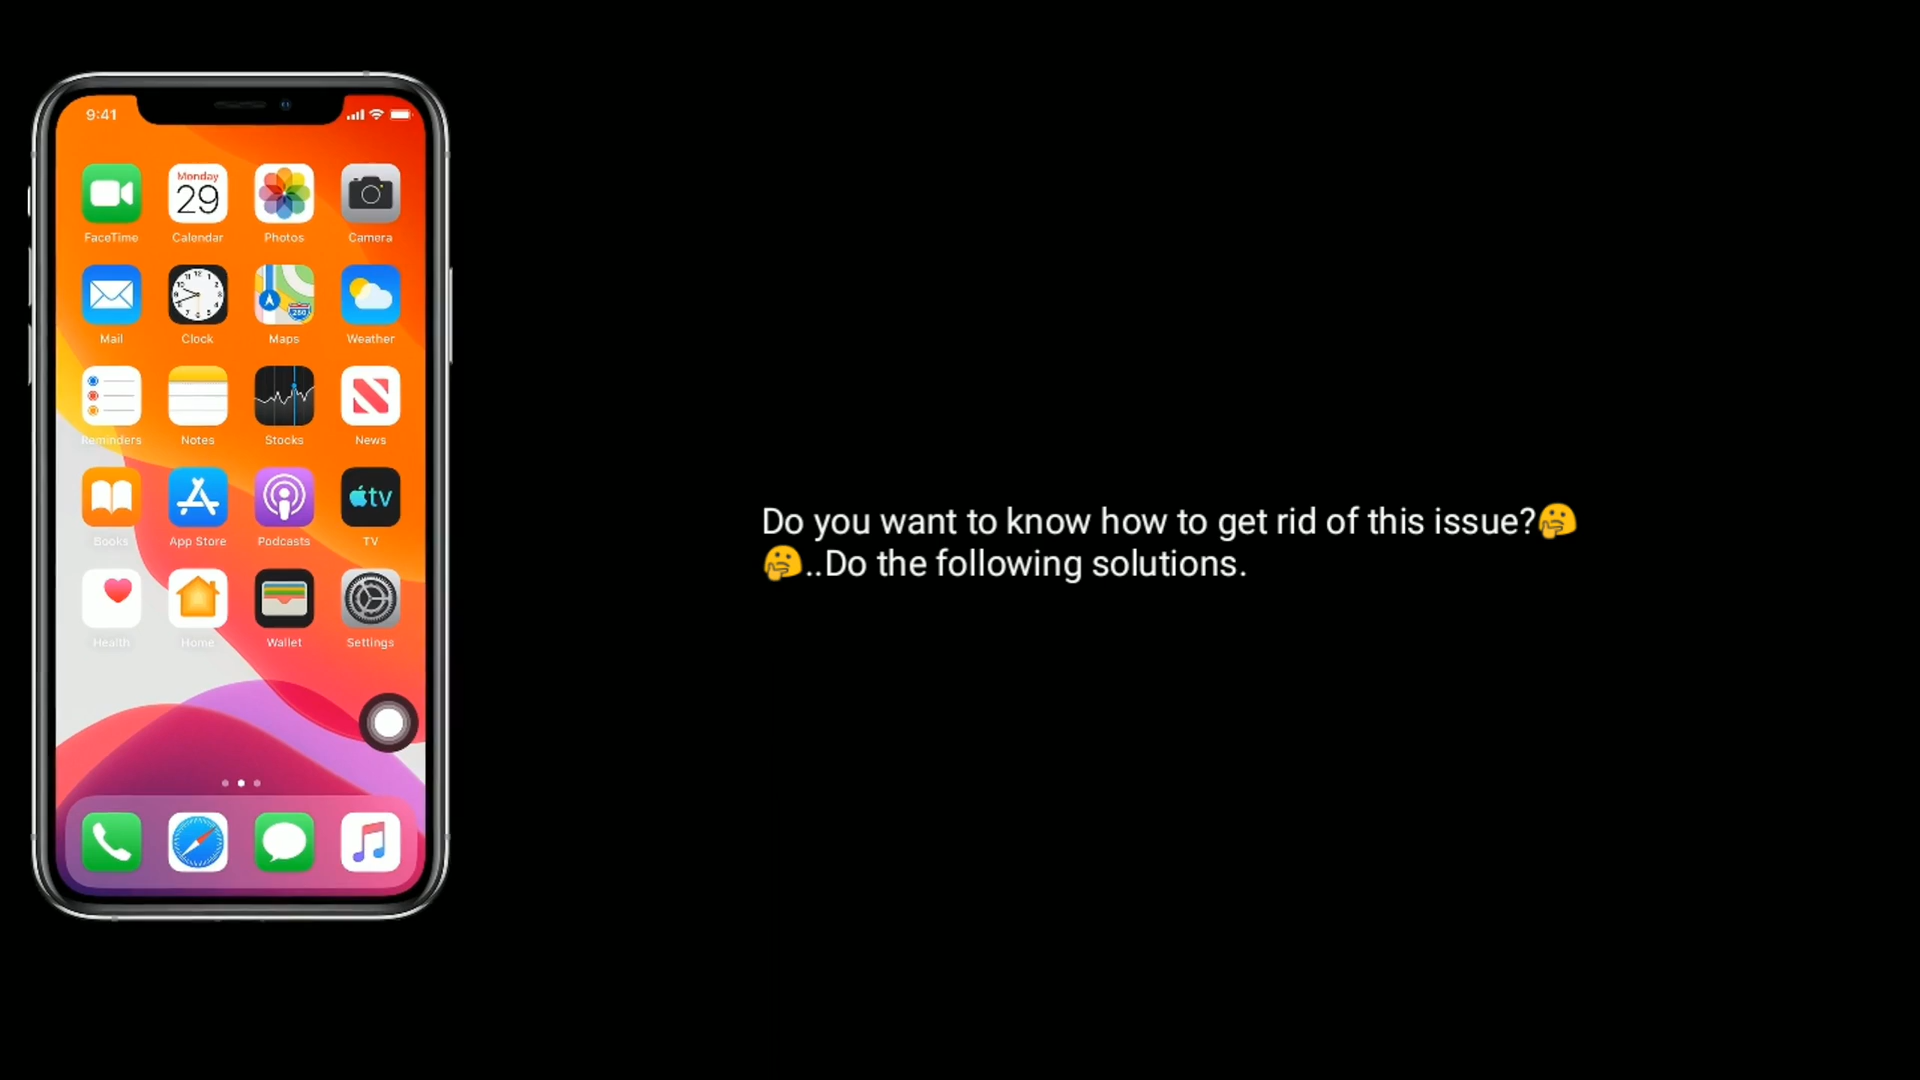 9:41
Monday
29
FaceTime Calendar Photos Camera
280
Mail Clock Maps Weather
Reminders Notes Stocks News
tv
Books App Store Podcasts TV
Health Home Wallet Settings
Do you want to know how to get rid of this issue?🤔
🤔..Do the following solutions.